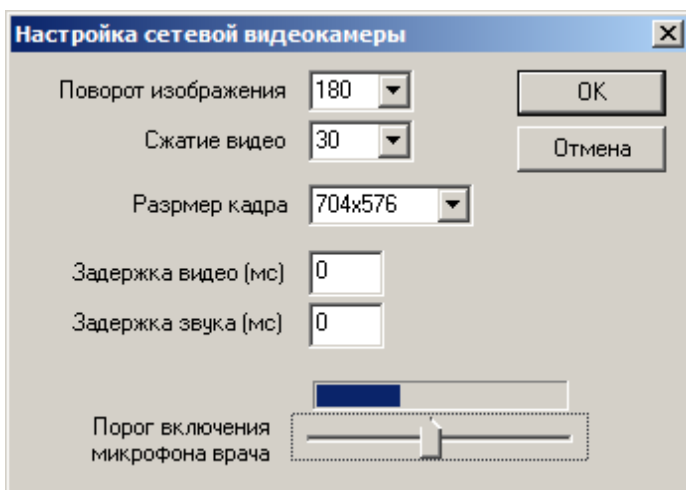 Настройка сетевой видеокамеры
Поворот изображения 180 OK
Сжатие видео 30 Отмена
Разрмер кадра 704x576
Задержка видео (мс) 0
Задержка звука (мс) 0
Порог включения
микрофона врача